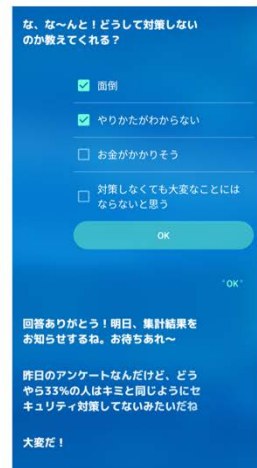 な、な〜んと！どうして対策しない
のか教えてくれる？
面倒
やりかたがわからない
お金がかかりそう
対策しなくても大変なことには
ならないと思う
OK
"OK"
回答ありがとう！明日、集計結果を
お知らせするね。お待ちあれ〜
昨日のアンケートなんだけど、どう
やら33%の人はキミと同じようにセ
キュリティ対策してないみたいだね
大変だ！